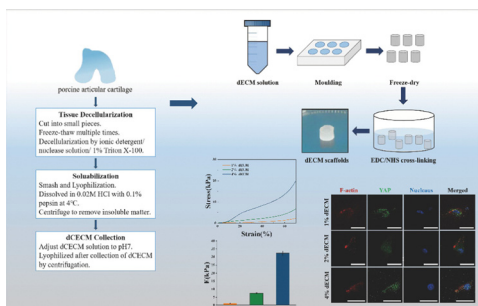 porcine articular cartilage
Tissue Decellularization
Cut into small pieces.
Freeze-thaw multiple times.
Decellularization by ionic detergent/
nuclease solution/ 1% Triton X-100.
Soluabilization
Smash and Lyophilization.
Dissolved in 0.02M HCl with 0.1%
pepsin at 4℃.
Centrifuge to remove insoluble matter.
dCECM Collection
Adjust dCECM solution to pH7.
Lyophilized after collection of dCECM
by centrifugation.
dECM solution
Moulding
Freeze-dry
dECM scaffolds
EDC/NHS cross-linking
Stress(kPa)
Strain(%)
E(kPa)
F-actin
YAP
Nucleus
Merged
1% dECM
2% dECM
4% dECM